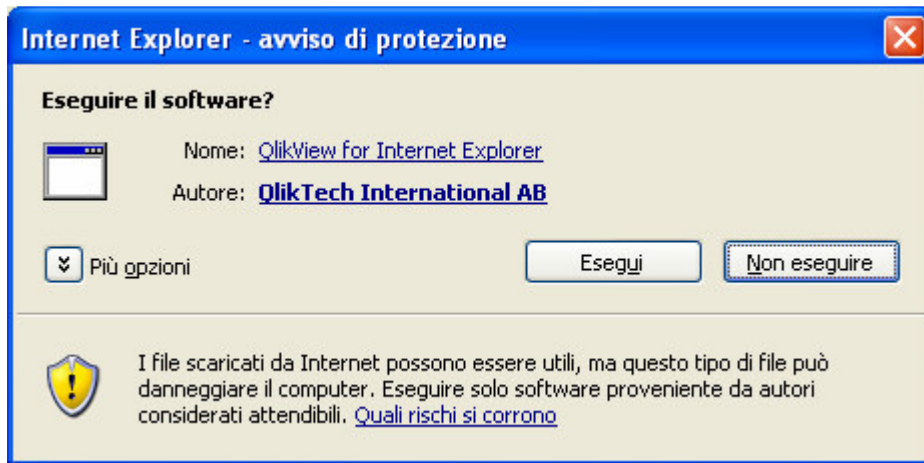 Internet Explorer - avviso di protezione
Eseguire il software?
Nome: QlikView for Internet Explorer
Autore: QlikTech International AB
Più opzioni
Esegui
Non eseguire
I file scaricati da Internet possono essere utili, ma questo tipo di file può
danneggiare il computer. Eseguire solo software proveniente da autori
considerati attendibili. Quali rischi si corrono